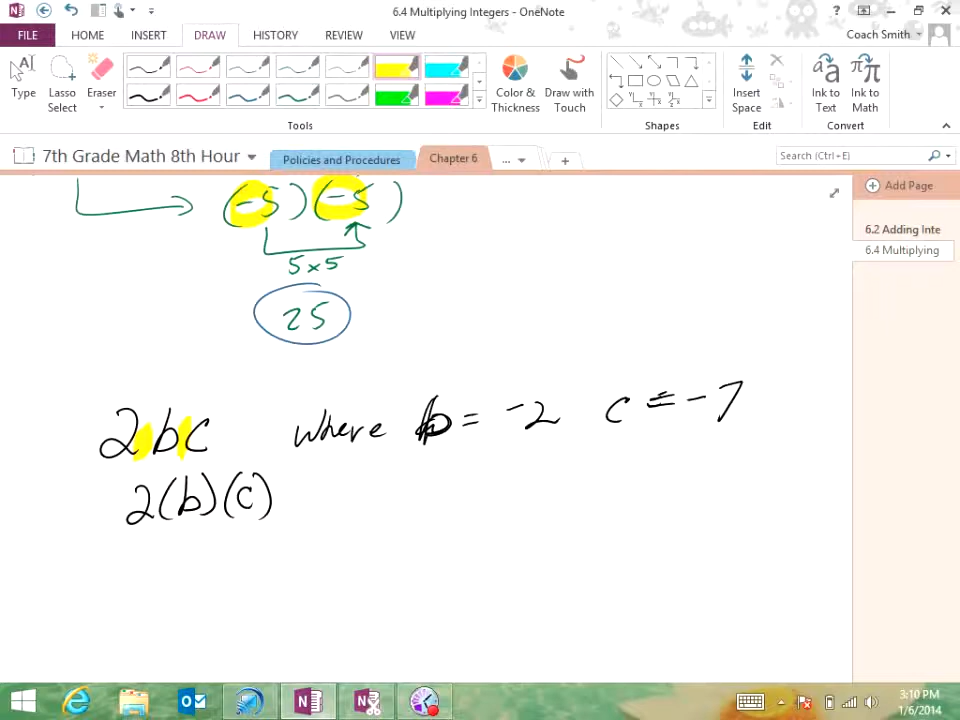 6.4 Multiplying Integers - OneNote
FILE HOME INSERT DRAW HISTORY REVIEW VIEW Coach Smith
Type Lasso Select Eraser Color & Thickness Draw with Touch Insert Space Ink to Text Ink to Math
Tools Shapes Edit Convert
7th Grade Math 8th Hour Policies and Procedures Chapter 6 ... + Search (Ctrl+E)
Add Page
6.2 Adding Inte
6.4 Multiplying
(-5)(-5)
5x5
25
2bc where b = -2 c = -7
2(b)(c)
3:10 PM
1/6/2014